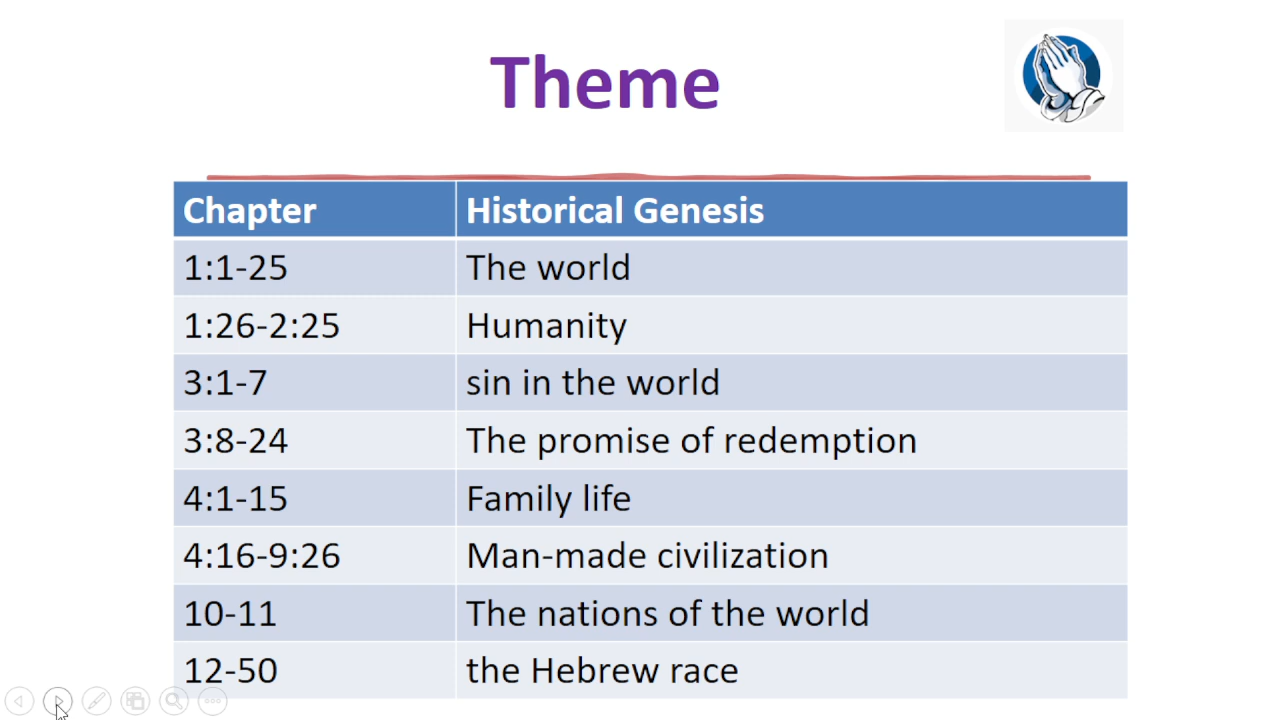 Theme
Chapter Historical Genesis
1:1-25 The world
1:26-2:25 Humanity
3:1-7 sin in the world
3:8-24 The promise of redemption
4:1-15 Family life
4:16-9:26 Man-made civilization
10-11 The nations of the world
12-50 the Hebrew race